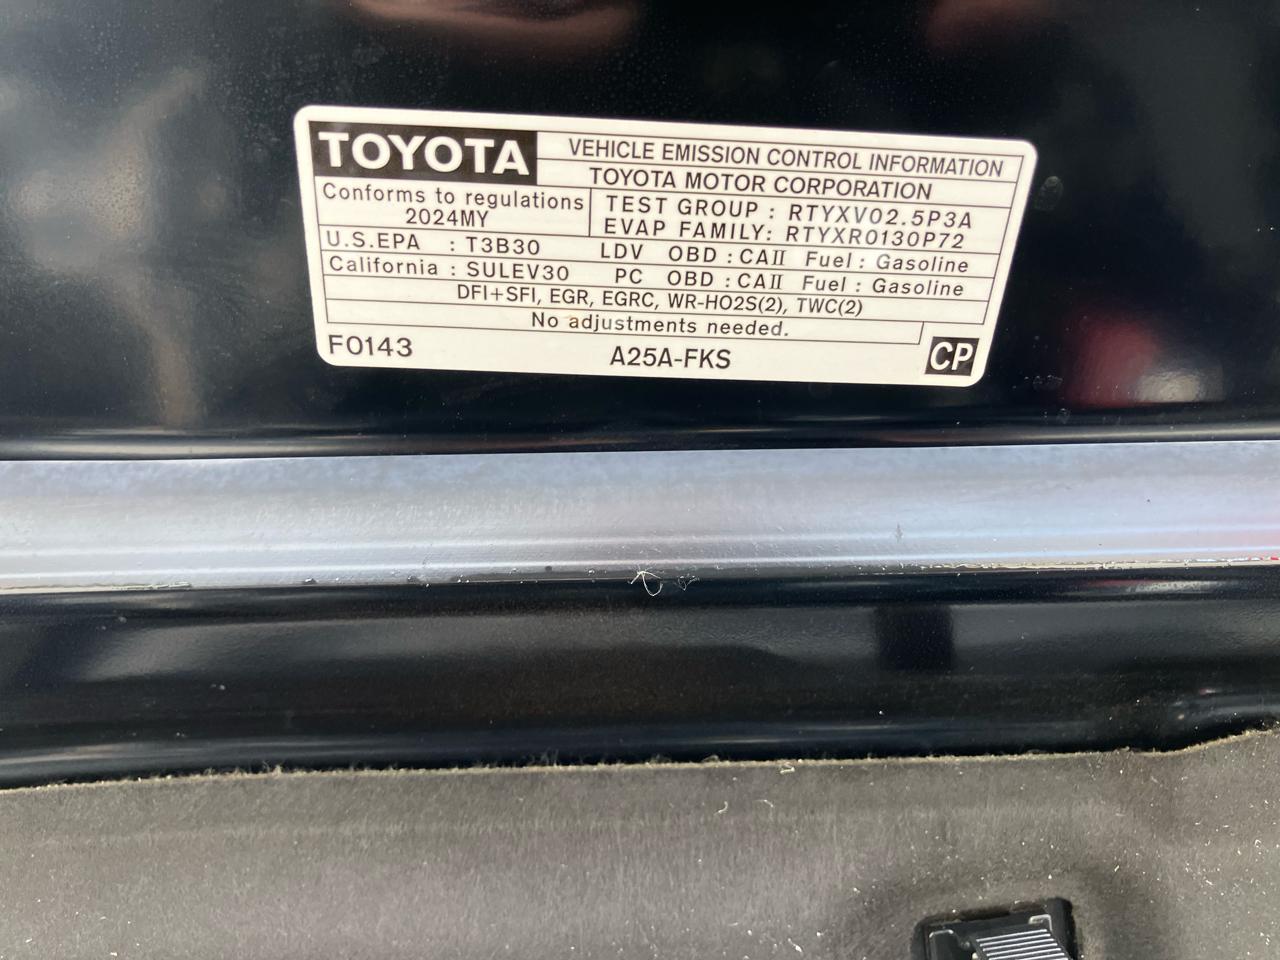 TOYOTA
VEHICLE EMISSION CONTROL INFORMATION
TOYOTA MOTOR CORPORATION
Conforms to regulations
2024MY
TEST GROUP : RTYXV02.5P3A
EVAP FAMILY: RTYXR0130P72
U.S.EPA : T3B30 LDV OBD : CAII Fuel : Gasoline
California : SULEV30 PC OBD : CAII Fuel : Gasoline
DFI+SFI, EGR, EGRC, WR-HO2S(2), TWC(2)
No adjustments needed.
F0143 A25A-FKS CP